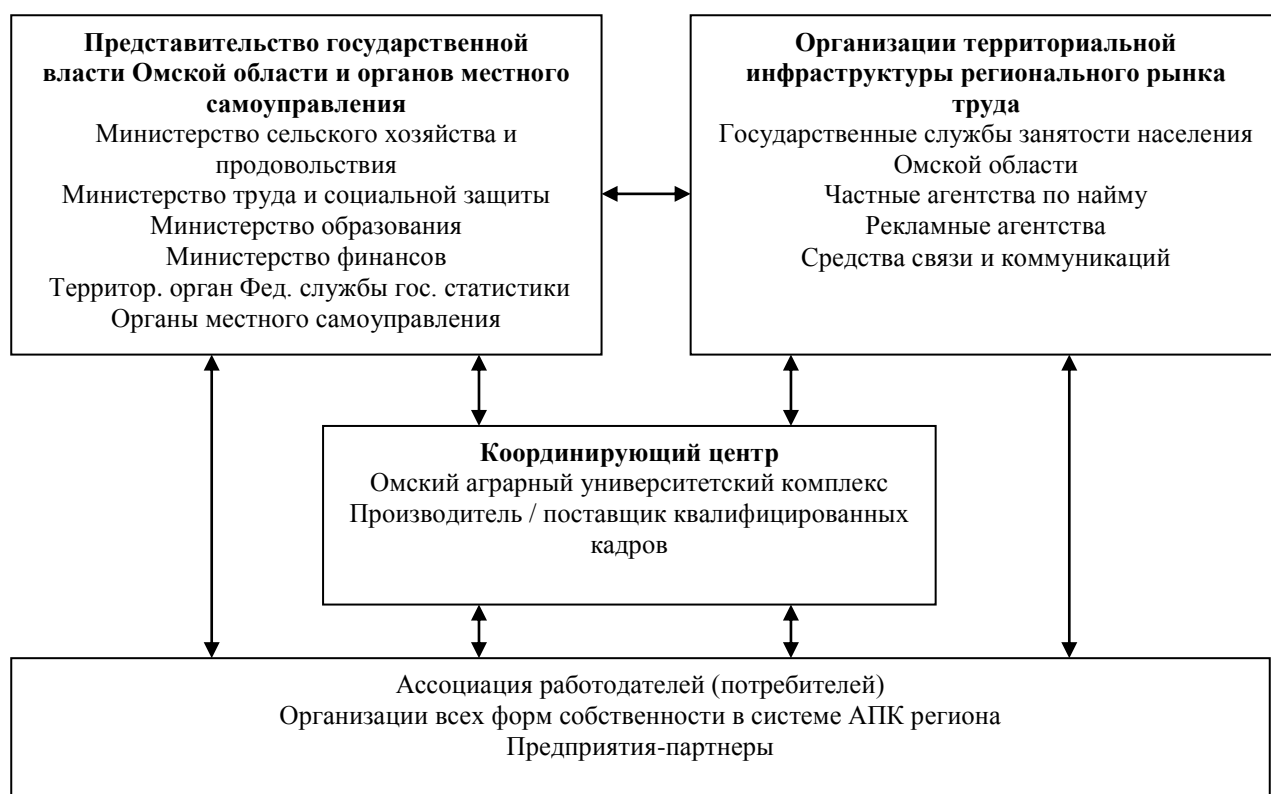 Представительство государственной
власти Омской области и органов местного
самоуправления
Министерство сельского хозяйства и
продовольствия
Министерство труда и социальной защиты
Министерство образования
Министерство финансов
Территор. орган Фед. службы гос. статистики
Органы местного самоуправления
Организации территориальной
инфраструктуры регионального рынка
труда
Государственные службы занятости населения
Омской области
Частные агентства по найму
Рекламные агентства
Средства связи и коммуникаций
Координирующий центр
Омский аграрный университетский комплекс
Производитель / поставщик квалифицированных
кадров
Ассоциация работодателей (потребителей)
Организации всех форм собственности в системе АПК региона
Предприятия-партнеры